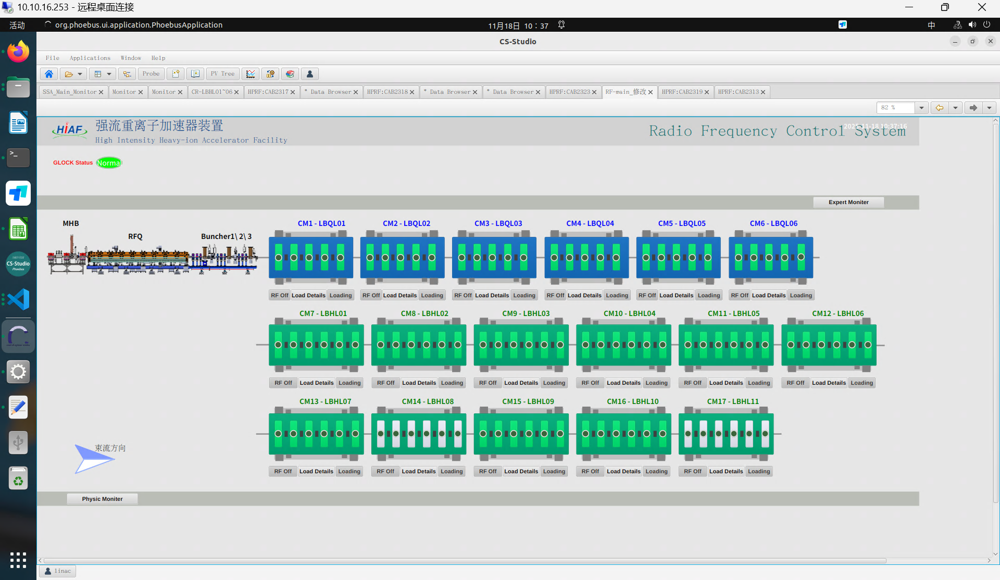 10.10.16.253 - 远程桌面连接
活动 org.phoebus.ui.application.PhoebusApplication 11月18日 10：37 中
CS-Studio
File Applications Window Help
Probe PV Tree
SSA_Main_Monitor Monitor Monitor CR-LBHL01~06 HPRF:CAB2317 * Data Browser HPRF:CAB2318 * Data Browser * Data Browser HPRF:CAB2323 RF-main_修改 HPRF:CAB2319 HPRF:CAB2313
82 %
HIAF 强流重离子加速器装置
High Intensity Heavy-ion Accelerator Facility
Radio Frequency Control System
2025-11-18 10:37:16
GLOCK Status Normal
Expert Moniter
MHB
RFQ
Buncher1\ 2\ 3
CM1 - LBQL01 CM2 - LBQL02 CM3 - LBQL03 CM4 - LBQL04 CM5 - LBQL05 CM6 - LBQL06
RF Off Load Details Loading RF Off Load Details Loading RF Off Load Details Loading RF Off Load Details Loading RF Off Load Details Loading RF Off Load Details Loading
CM7 - LBHL01 CM8 - LBHL02 CM9 - LBHL03 CM10 - LBHL04 CM11 - LBHL05 CM12 - LBHL06
RF Off Load Details Loading RF Off Load Details Loading RF Off Load Details Loading RF Off Load Details Loading RF Off Load Details Loading RF Off Load Details Loading
CM13 - LBHL07 CM14 - LBHL08 CM15 - LBHL09 CM16 - LBHL10 CM17 - LBHL11
RF Off Load Details Loading RF Off Load Details Loading RF Off Load Details Loading RF Off Load Details Loading RF Off Load Details Loading
束流方向
Physic Moniter
linac
CS-Studio
Phoebus